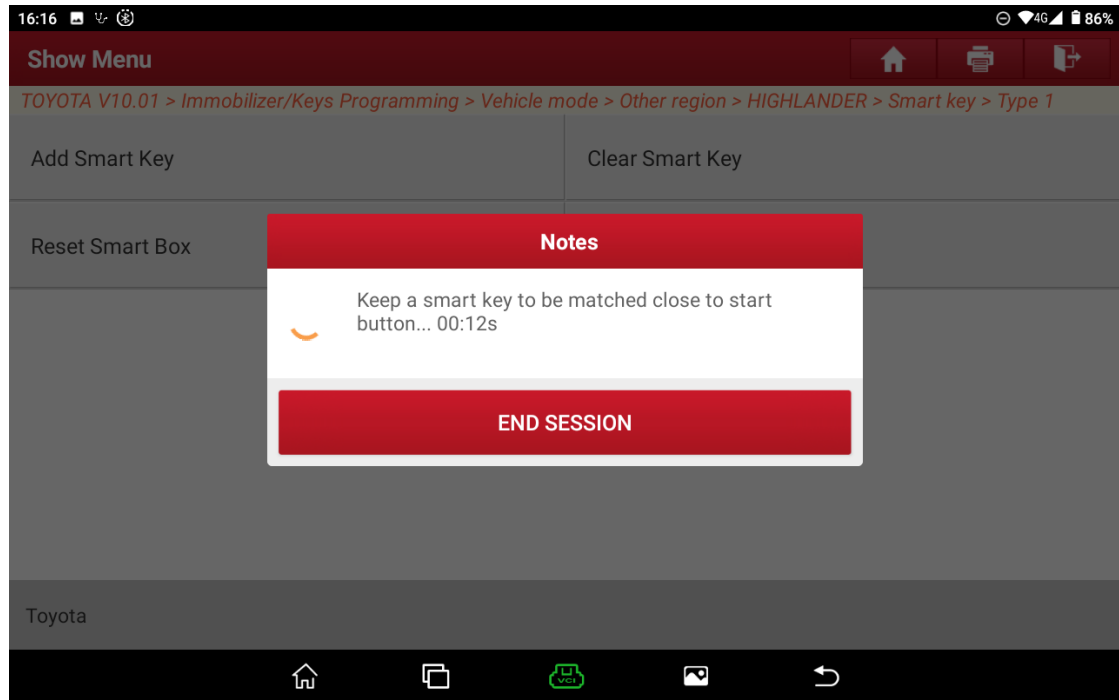 16:16 4G 86%
Show Menu
TOYOTA V10.01 > Immobilizer/Keys Programming > Vehicle mode > Other region > HIGHLANDER > Smart key > Type 1
Add Smart Key Clear Smart Key
Reset Smart Box
Notes
Keep a smart key to be matched close to start
button... 00:12s
END SESSION
Toyota
VCI